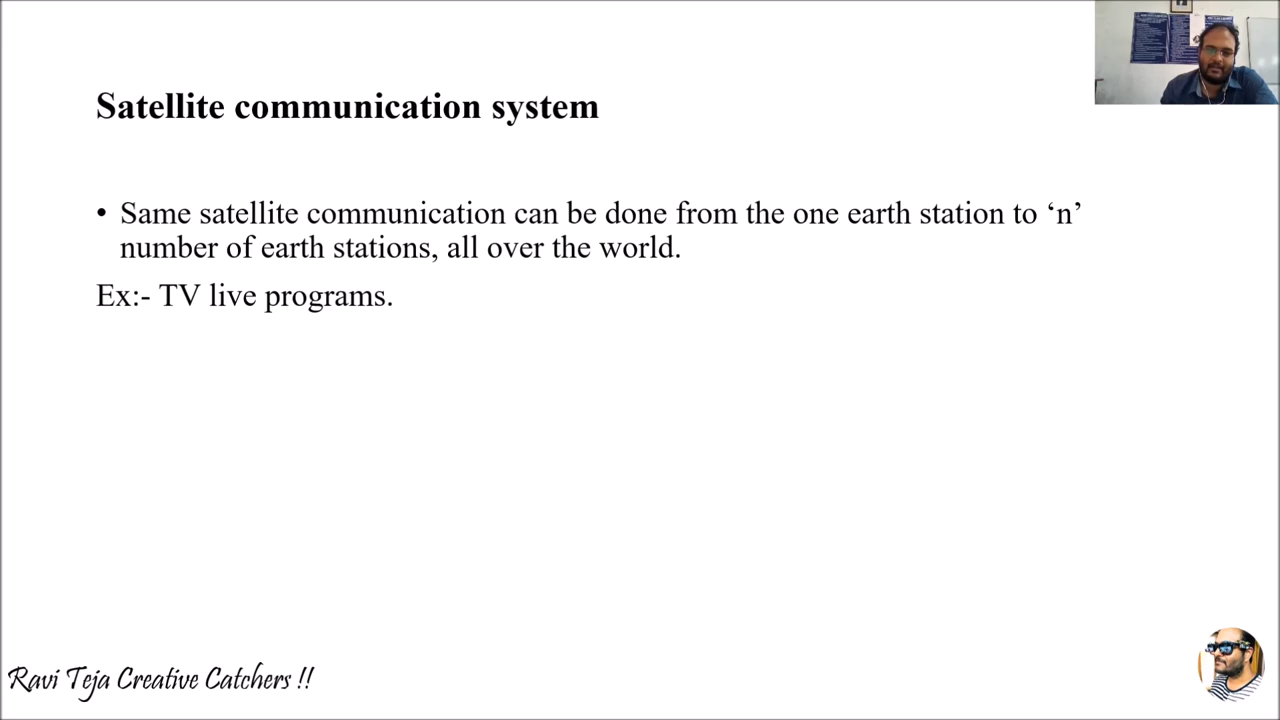 Satellite communication system
• Same satellite communication can be done from the one earth station to ‘n’
number of earth stations, all over the world.
Ex:- TV live programs.
Ravi Teja Creative Catchers !!